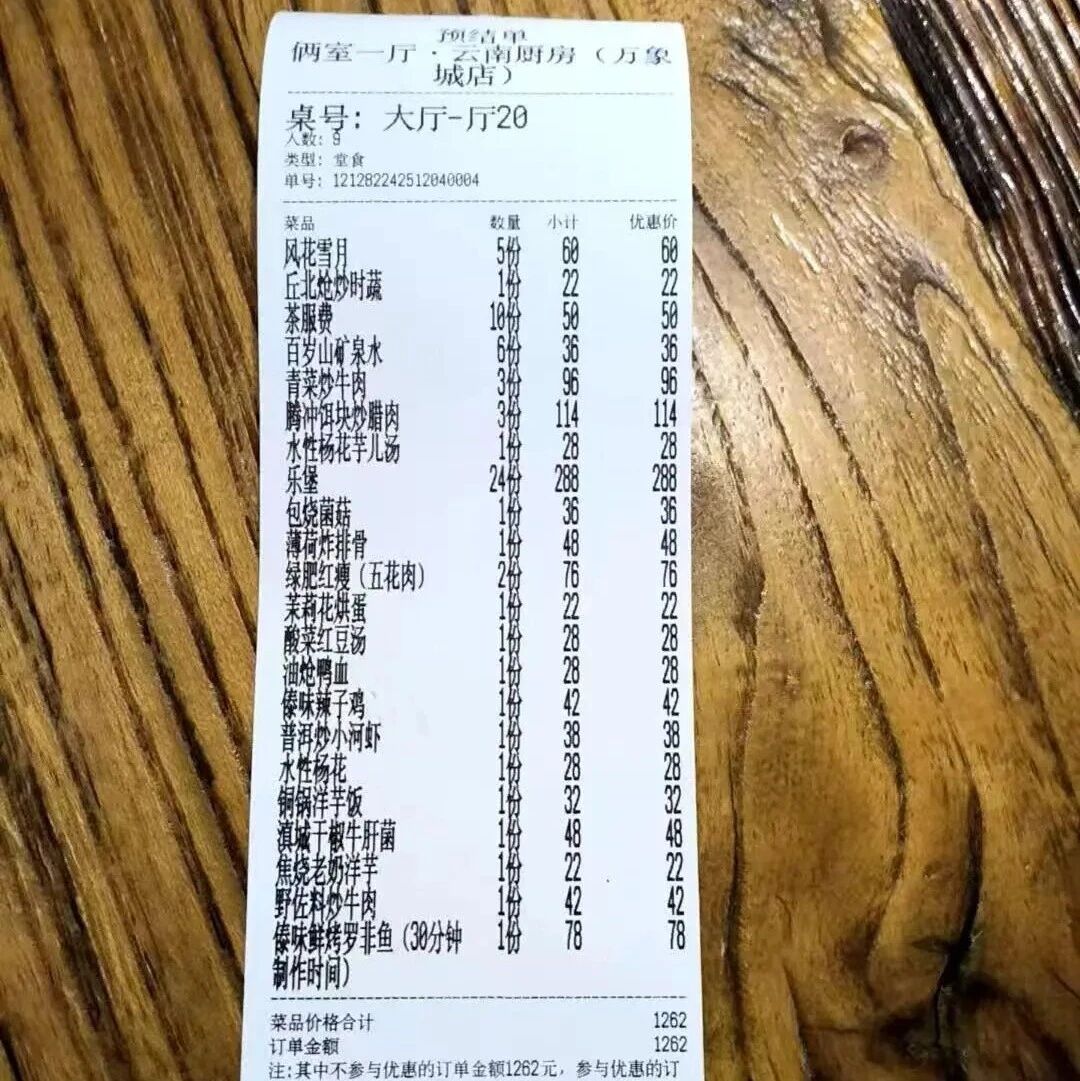 预结单
俩室一厅·云南厨房（万象
城店）
桌号: 大厅-厅20
人数: 9
类型: 堂食
单号: 121282242512040004
菜品 数量 小计 优惠价
风花雪月 5份 60 60
丘北炝炒时蔬 1份 22 22
茶服费 10份 50 50
百岁山矿泉水 6份 36 36
青菜炒牛肉 3份 96 96
腾冲饵块炒腊肉 3份 114 114
水性杨花芋儿汤 1份 28 28
乐堡 24份 288 288
包烧菌菇 1份 36 36
薄荷炸排骨 1份 48 48
绿肥红瘦（五花肉） 2份 76 76
茉莉花烘蛋 1份 22 22
酸菜红豆汤 1份 28 28
油炝鸭血 1份 28 28
傣味辣子鸡 1份 42 42
普洱炒小河虾 1份 38 38
水性杨花 1份 28 28
铜锅洋芋饭 1份 32 32
滇城干椒牛肝菌 1份 48 48
焦烧老奶洋芋 1份 22 22
野佐料炒牛肉 1份 42 42
傣味鲜烤罗非鱼（30分钟 1份 78 78
制作时间）
菜品价格合计 1262
订单金额 1262
注:其中不参与优惠的订单金额1262元，参与优惠的订